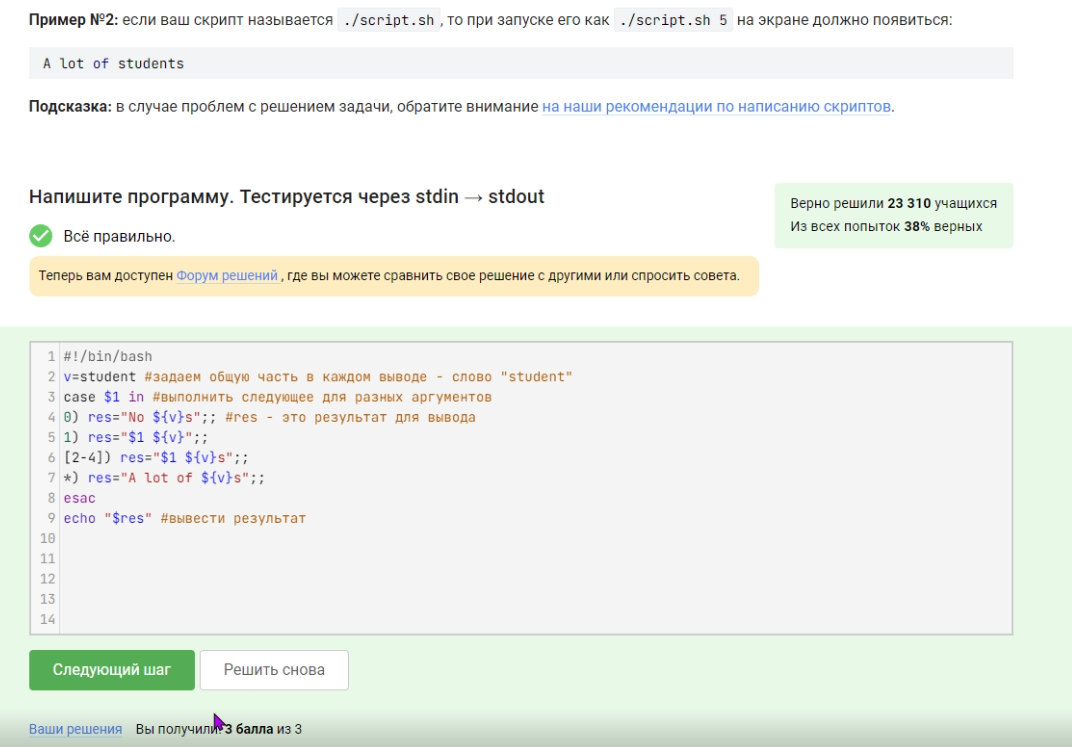 Пример №2: если ваш скрипт называется ./script.sh , то при запуске его как ./script.sh 5 на экране должно появиться:
A lot of students
Подсказка: в случае проблем с решением задачи, обратите внимание на наши рекомендации по написанию скриптов.
Напишите программу. Тестируется через stdin → stdout
Верно решили 23 310 учащихся
Из всех попыток 38% верных
Всё правильно.
Теперь вам доступен Форум решений , где вы можете сравнить свое решение с другими или спросить совета.
1 #!/bin/bash
2 v=student #задаем общую часть в каждом выводе - слово "student"
3 case $1 in #выполнить следующее для разных аргументов
4 0) res="No ${v}s";; #res - это результат для вывода
5 1) res="$1 ${v}";;
6 [2-4]) res="$1 ${v}s";;
7 *) res="A lot of ${v}s";;
8 esac
9 echo "$res" #вывести результат
10
11
12
13
14
Следующий шаг
Решить снова
Ваши решения Вы получили: 3 балла из 3